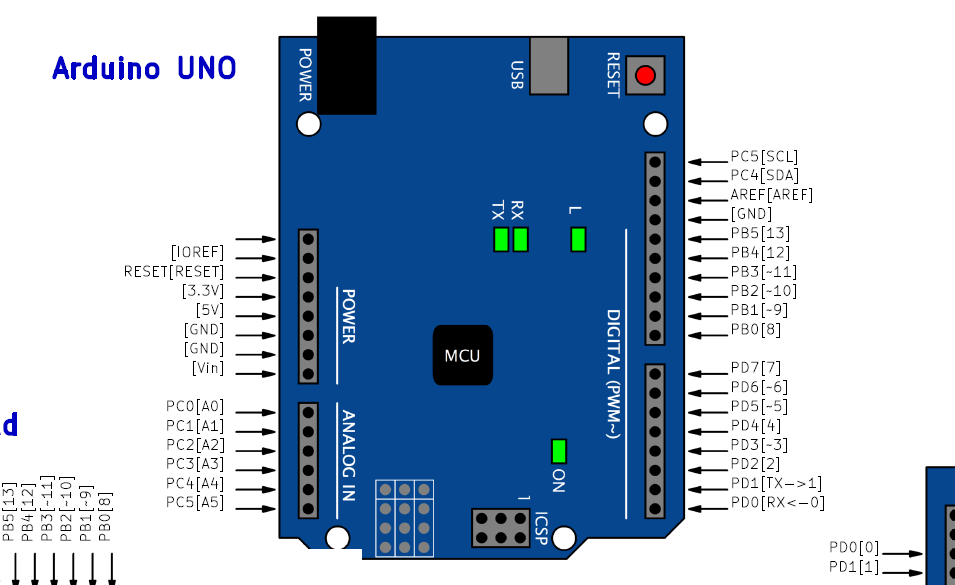 Arduino UNO
POWER
USB
RESET
TX
RX
L
PC5[SCL]
PC4[SDA]
AREF[AREF]
[GND]
PB5[13]
PB4[12]
PB3[~11]
PB2[~10]
PB1[~9]
PB0[8]
[IOREF]
RESET[RESET]
[3.3V]
[5V]
[GND]
[GND]
[Vin]
POWER
MCU
DIGITAL (PWM~)
PD7[7]
PD6[~6]
PD5[~5]
PD4[4]
PD3[~3]
PD2[2]
PD1[TX->1]
PD0[RX<-0]
PC0[A0]
PC1[A1]
PC2[A2]
PC3[A3]
PC4[A4]
PC5[A5]
ANALOG IN
ON
1
ICSP
d
PB5[13]
PB4[12]
PB3[~11]
PB2[~10]
PB1[~9]
PB0[8]
PD0[0]
PD1[1]